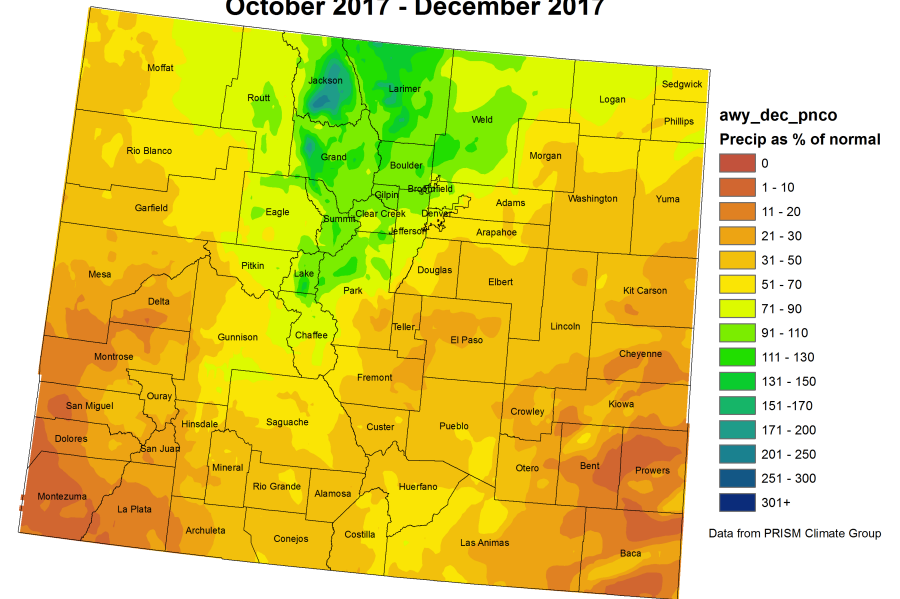 October 2017 - December 2017
Moffat
Routt
Jackson
Larimer
Weld
Logan
Sedgwick
Phillips
Rio Blanco
Grand
Boulder
Morgan
Washington
Yuma
Garfield
Eagle
Summit
Gilpin
Broomfield
Clear Creek
Denver
Jefferson
Adams
Arapahoe
Mesa
Pitkin
Lake
Park
Douglas
Elbert
Kit Carson
Delta
Gunnison
Chaffee
Teller
El Paso
Lincoln
Cheyenne
Montrose
Fremont
San Miguel
Ouray
Hinsdale
Saguache
Custer
Pueblo
Crowley
Kiowa
Dolores
San Juan
Mineral
Rio Grande
Alamosa
Huerfano
Otero
Bent
Prowers
Montezuma
La Plata
Archuleta
Conejos
Costilla
Las Animas
Baca
awy_dec_pnco
Precip as % of normal
0
1 - 10
11 - 20
21 - 30
31 - 50
51 - 70
71 - 90
91 - 110
111 - 130
131 - 150
151 -170
171 - 200
201 - 250
251 - 300
301+
Data from PRISM Climate Group